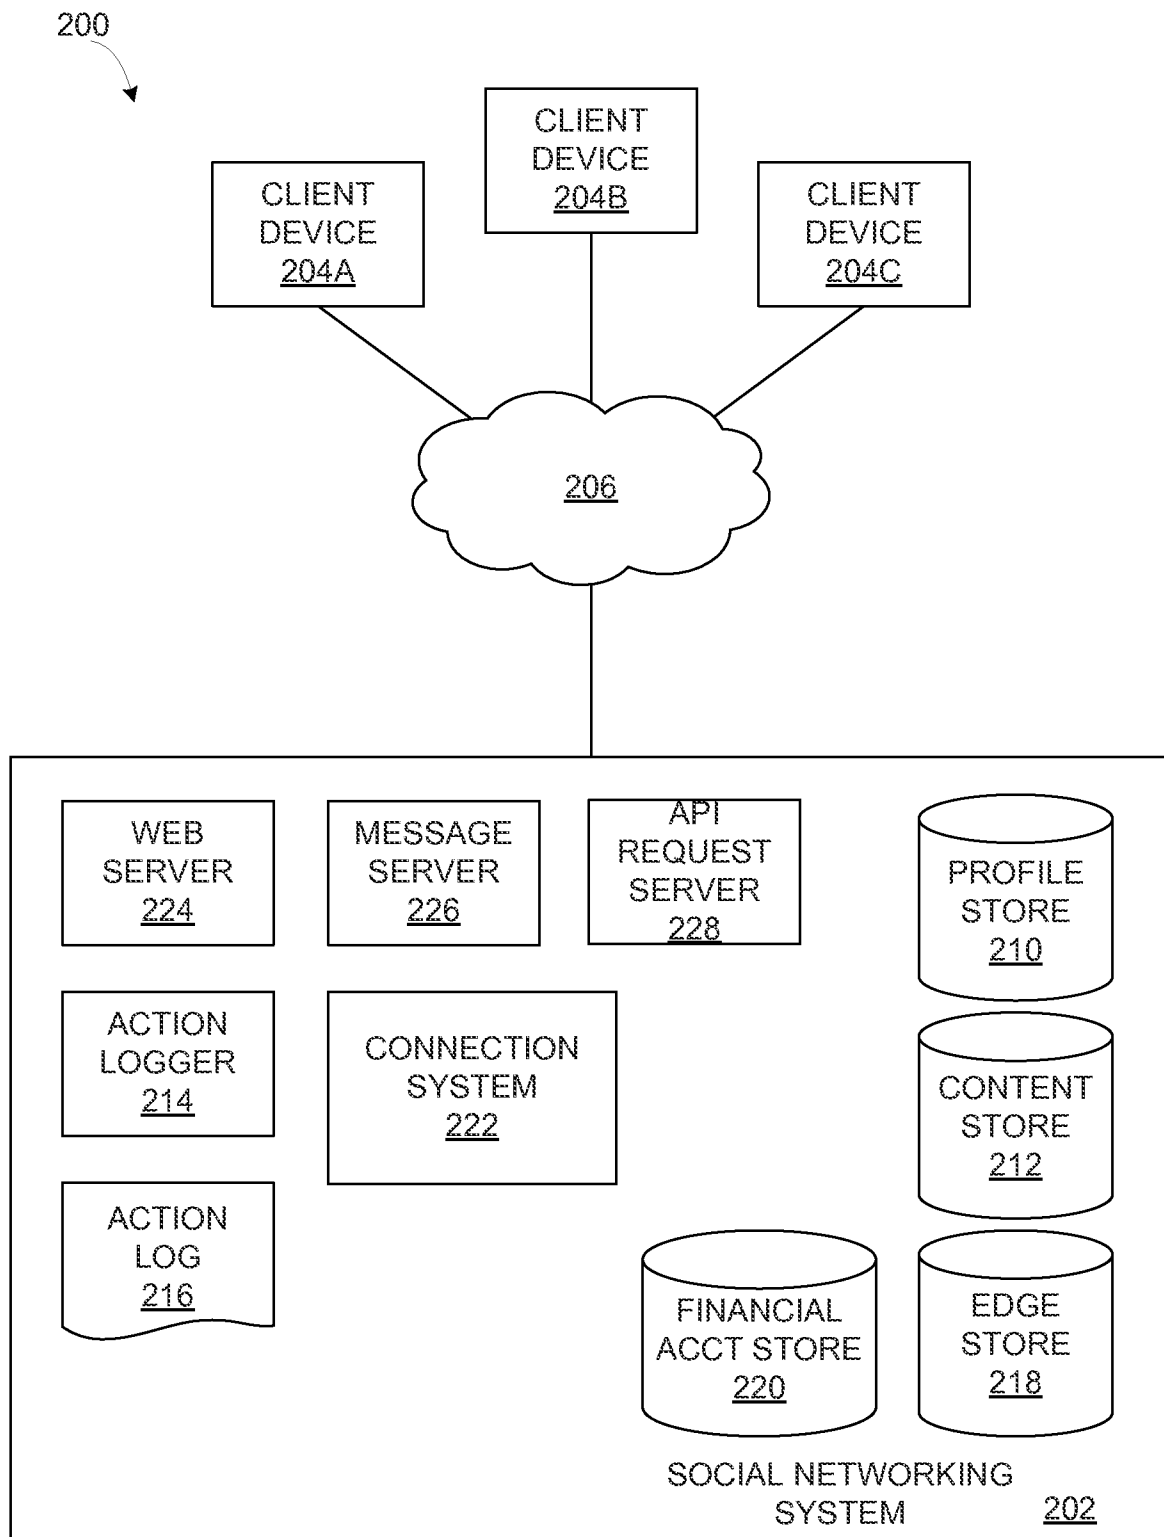 200
CLIENT
DEVICE
204A
CLIENT
DEVICE
204B
CLIENT
DEVICE
204C
206
WEB
SERVER
224
MESSAGE
SERVER
226
API
REQUEST
SERVER
228
PROFILE
STORE
210
ACTION
LOGGER
214
CONNECTION
SYSTEM
222
CONTENT
STORE
212
ACTION
LOG
216
FINANCIAL
ACCT STORE
220
EDGE
STORE
218
SOCIAL NETWORKING
SYSTEM
202